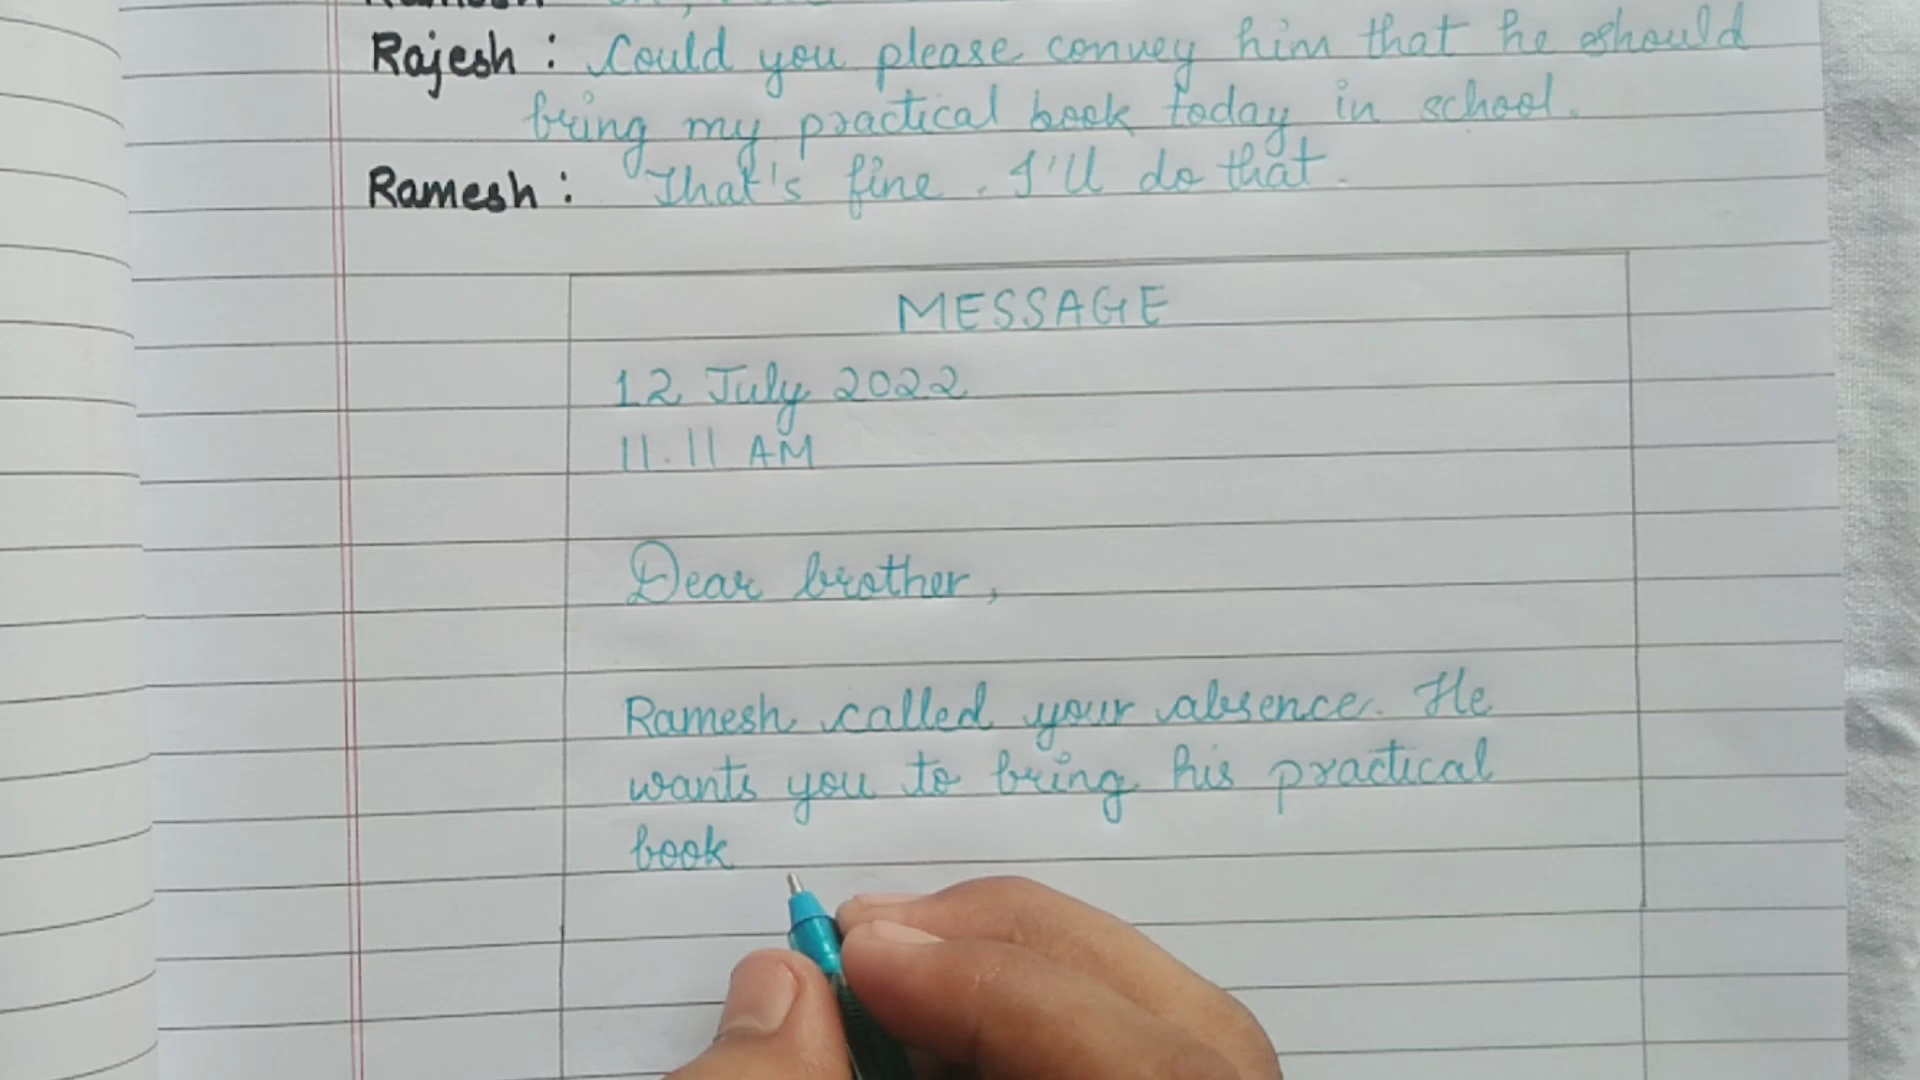 Rajesh : Could you please convey him that he should
bring my practical book today in school.
Ramesh : That's fine. I'll do that.
MESSAGE
12 July 2022
11.11 AM
Dear brother,
Ramesh called your absence. He
wants you to bring his practical
book